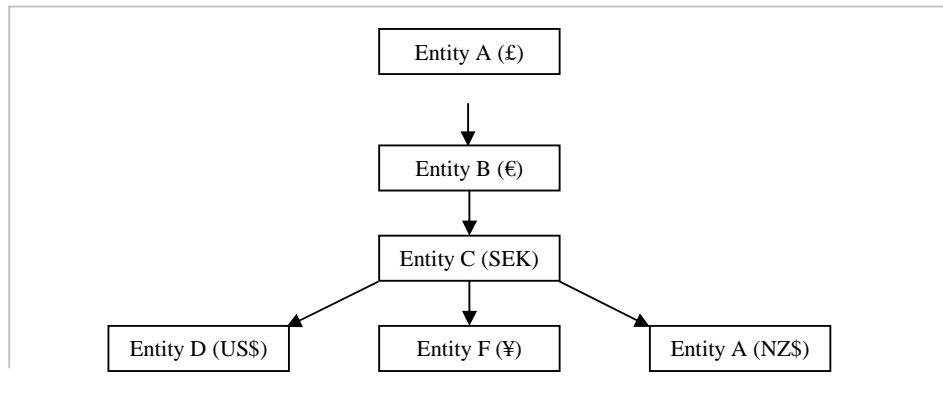 Entity A (£)
Entity B (€)
Entity C (SEK)
Entity D (US$)
Entity F (¥)
Entity A (NZ$)